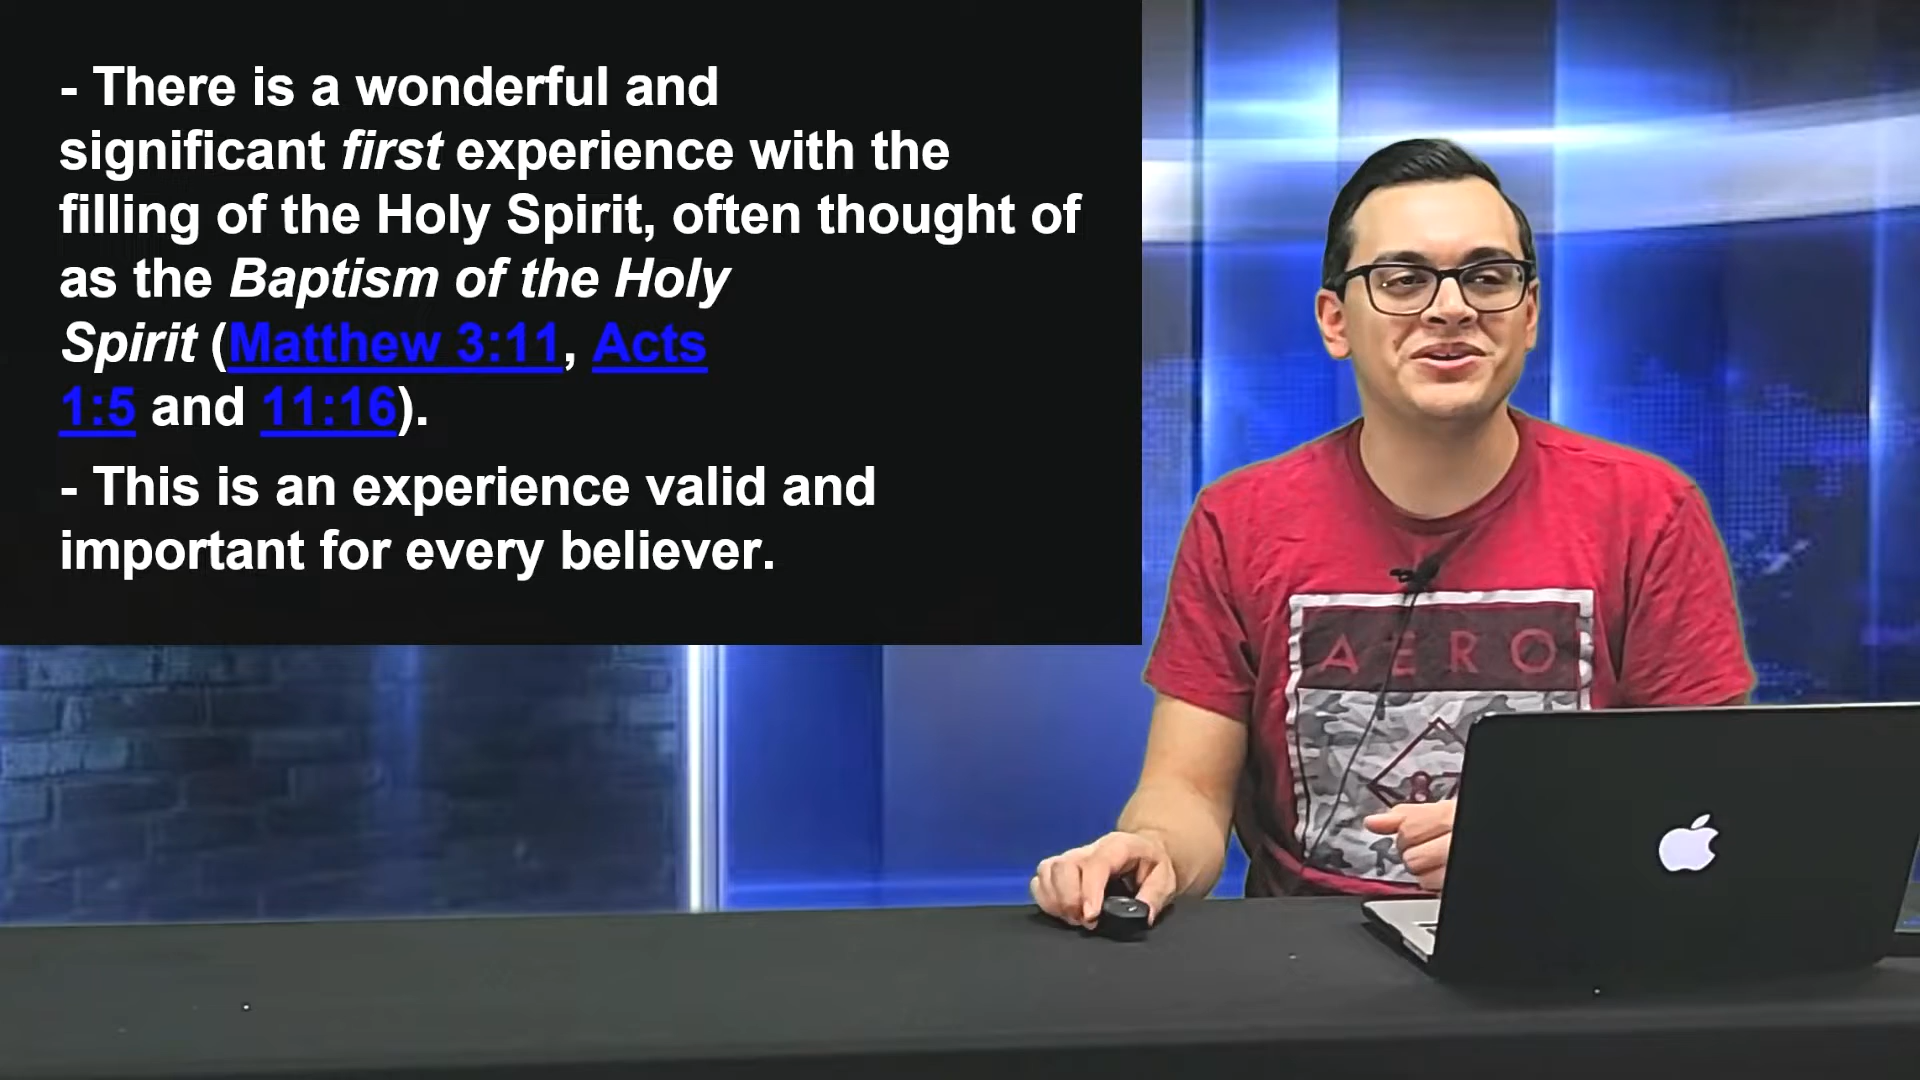 - There is a wonderful and
significant first experience with the
filling of the Holy Spirit, often thought of
as the Baptism of the Holy
Spirit (Matthew 3:11, Acts
1:5 and 11:16).
- This is an experience valid and
important for every believer.
AERO
87